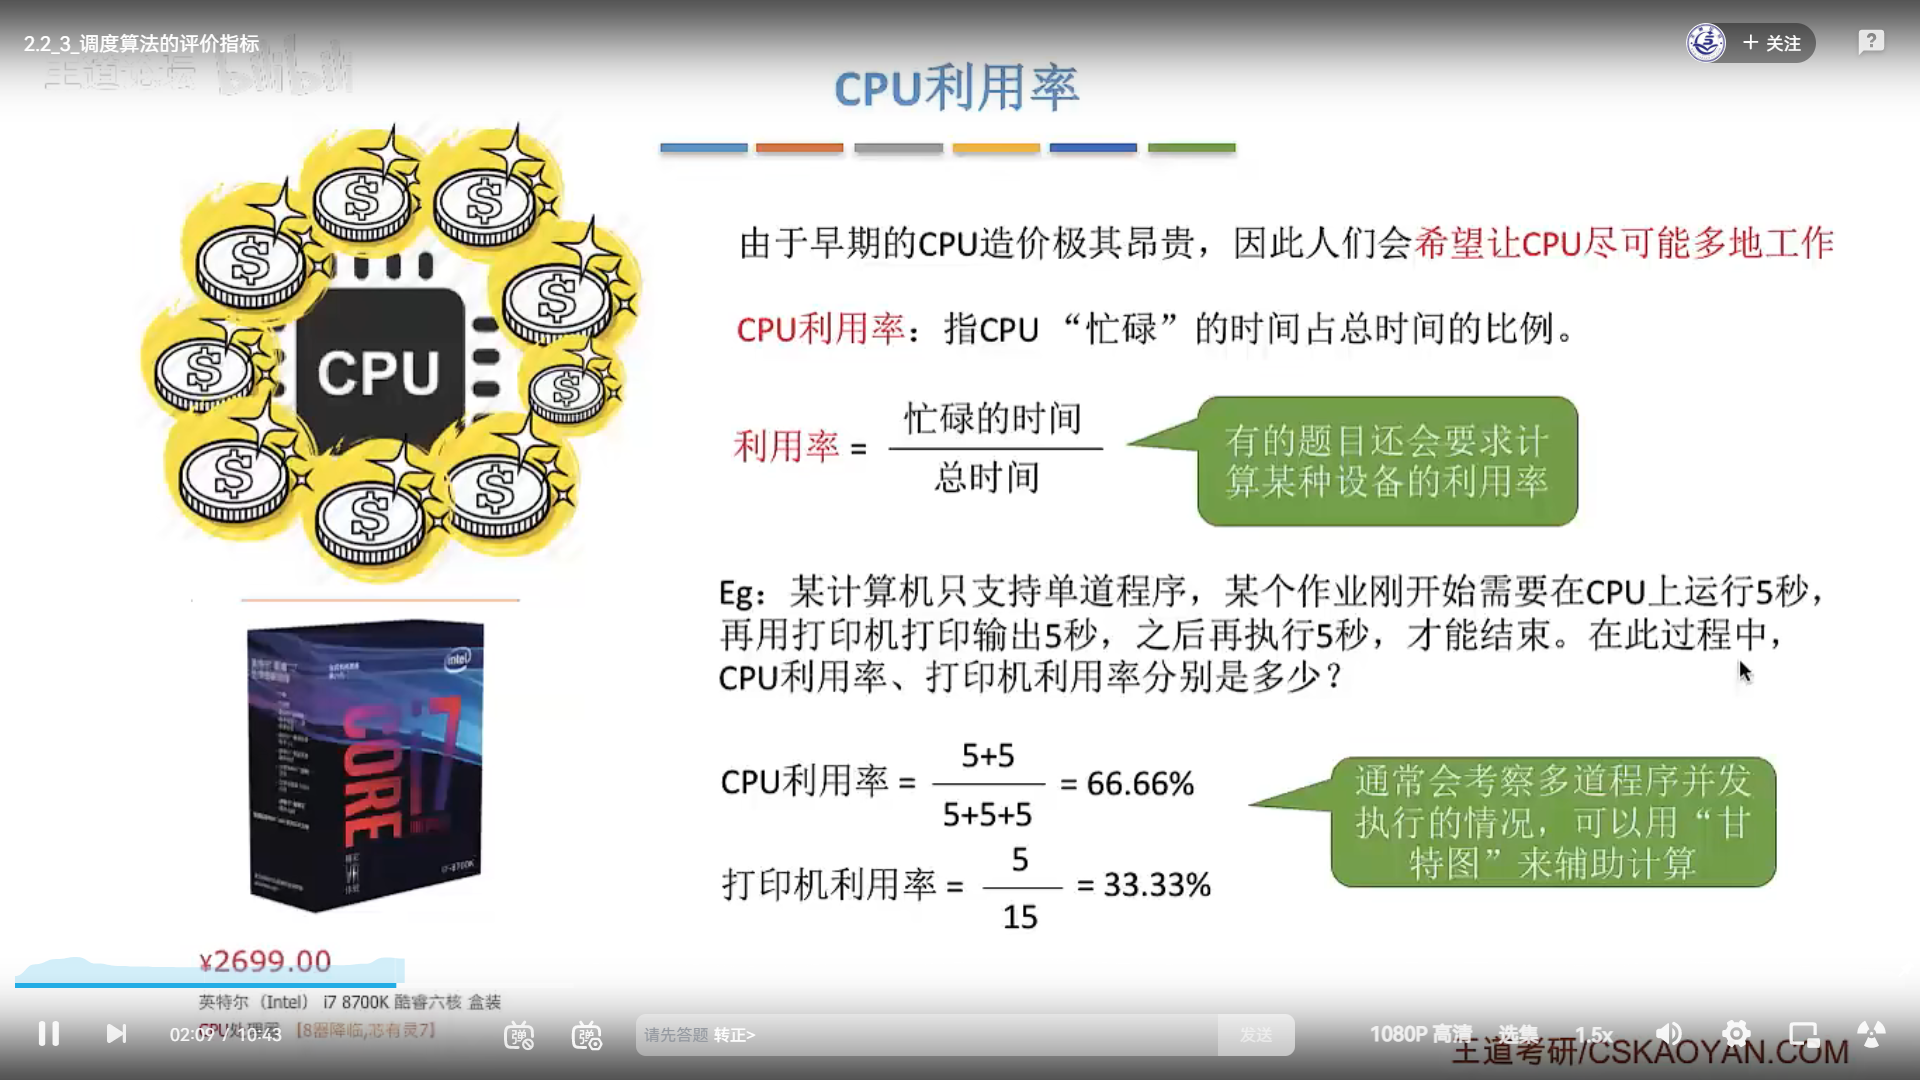 2.2_3_调度算法的评价指标
+ 关注
?
王道论坛 bilibili
CPU利用率
由于早期的CPU造价极其昂贵，因此人们会希望让CPU尽可能多地工作
CPU利用率：指CPU “忙碌”的时间占总时间的比例。
利用率 =
忙碌的时间
总时间
有的题目还会要求计
算某种设备的利用率
CPU
Eg：某计算机只支持单道程序，某个作业刚开始需要在CPU上运行5秒，
再用打印机打印输出5秒，之后再执行5秒，才能结束。在此过程中，
CPU利用率、打印机利用率分别是多少？
CPU利用率 =
5+5
5+5+5
= 66.66%
打印机利用率 =
5
15
= 33.33%
通常会考察多道程序并发
执行的情况，可以用“甘
特图”来辅助计算
intel
CORE i7
i7-8700K
¥2699.00
英特尔（Intel） i7 8700K 酷睿六核 盒装
CPU处理器
02:09 / 10:43
弹
弹
请先答题 转正>
发送
1080P 高清
选集
1.5x
王道考研/CSKAOYAN.COM